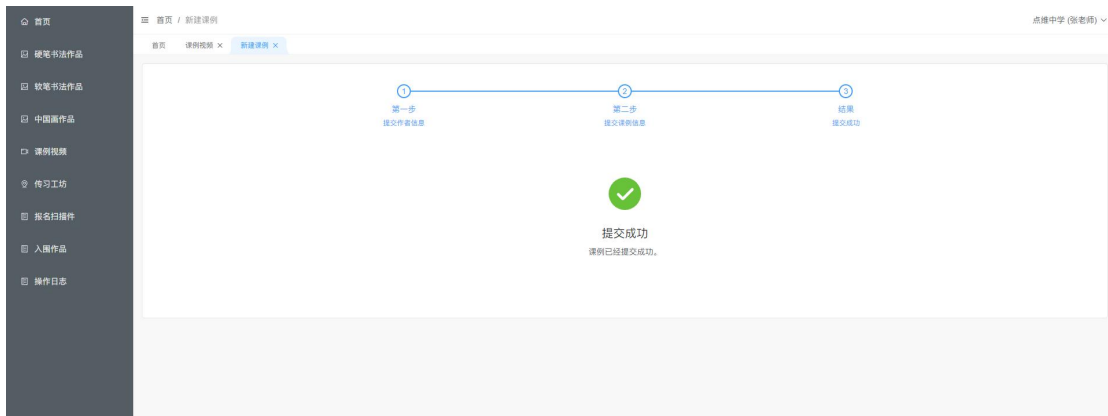 首页
硬笔书法作品
软笔书法作品
中国画作品
课例视频
传习工坊
报名扫描件
入围作品
操作日志
首页 / 新建课例
点维中学 (张老师)
首页 课例视频 × 新建课例 ×
1 2 3
第一步 第二步 结果
提交作者信息 提交课例信息 提交成功
提交成功
课例已经提交成功。